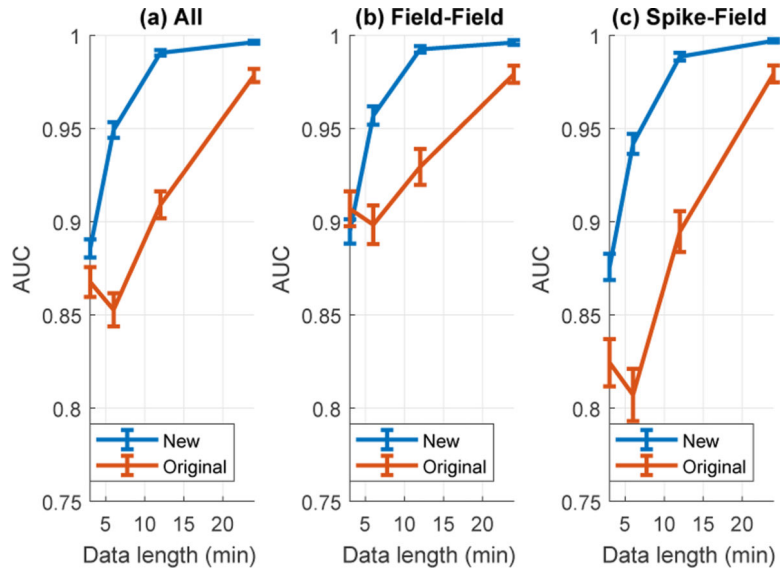 (a) All
1
0.95
0.9
0.85
0.8
0.75
AUC
New
Original
5 10 15 20
Data length (min)
(b) Field-Field
1
0.95
0.9
0.85
0.8
0.75
AUC
New
Original
5 10 15 20
Data length (min)
(c) Spike-Field
1
0.95
0.9
0.85
0.8
0.75
AUC
New
Original
5 10 15 20
Data length (min)